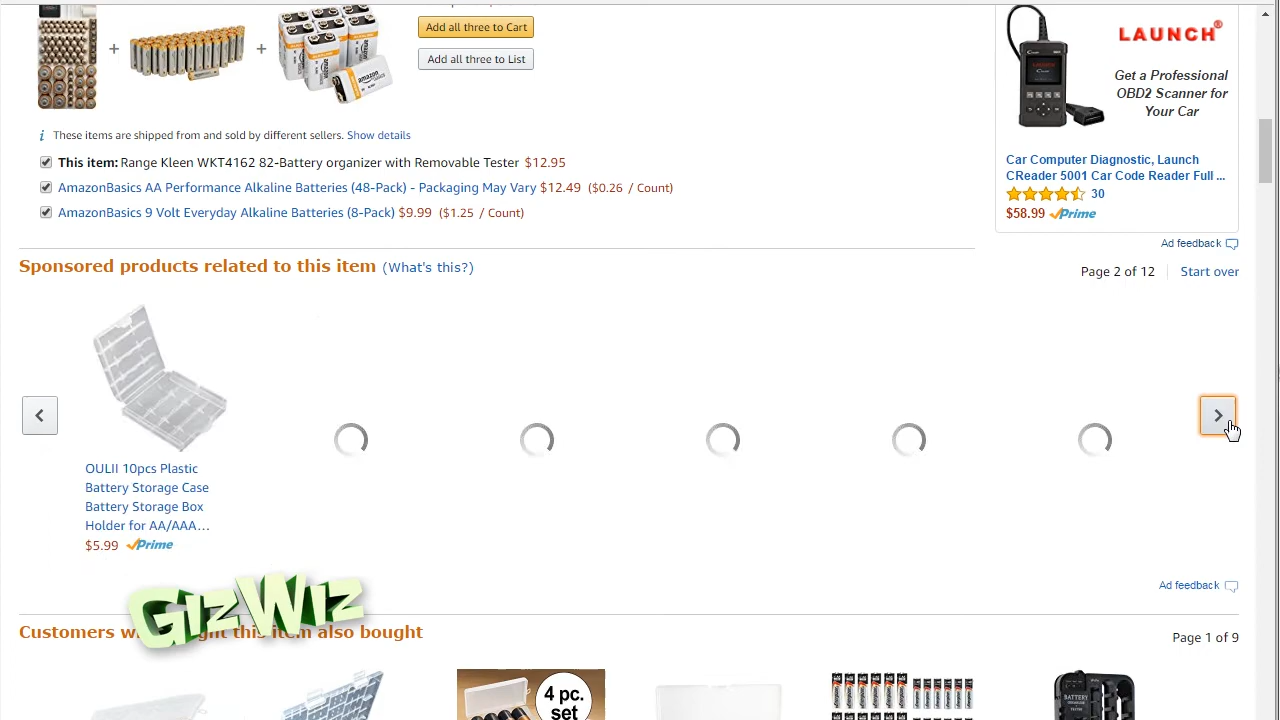 Add all three to Cart
Add all three to List
amazon
i These items are shipped from and sold by different sellers. Show details
This item: Range Kleen WKT4162 82-Battery organizer with Removable Tester $12.95
AmazonBasics AA Performance Alkaline Batteries (48-Pack) - Packaging May Vary $12.49 ($0.26 / Count)
AmazonBasics 9 Volt Everyday Alkaline Batteries (8-Pack) $9.99 ($1.25 / Count)
LAUNCH®
Get a Professional
OBD2 Scanner for
Your Car
Car Computer Diagnostic, Launch
CReader 5001 Car Code Reader Full ...
30
$58.99 Prime
Ad feedback
Sponsored products related to this item (What's this?)
Page 2 of 12 Start over
OULII 10pcs Plastic
Battery Storage Case
Battery Storage Box
Holder for AA/AAA...
$5.99 Prime
Ad feedback
GIZWIZ
Customers this item also bought
Page 1 of 9
4 pc.
set
BATTERY